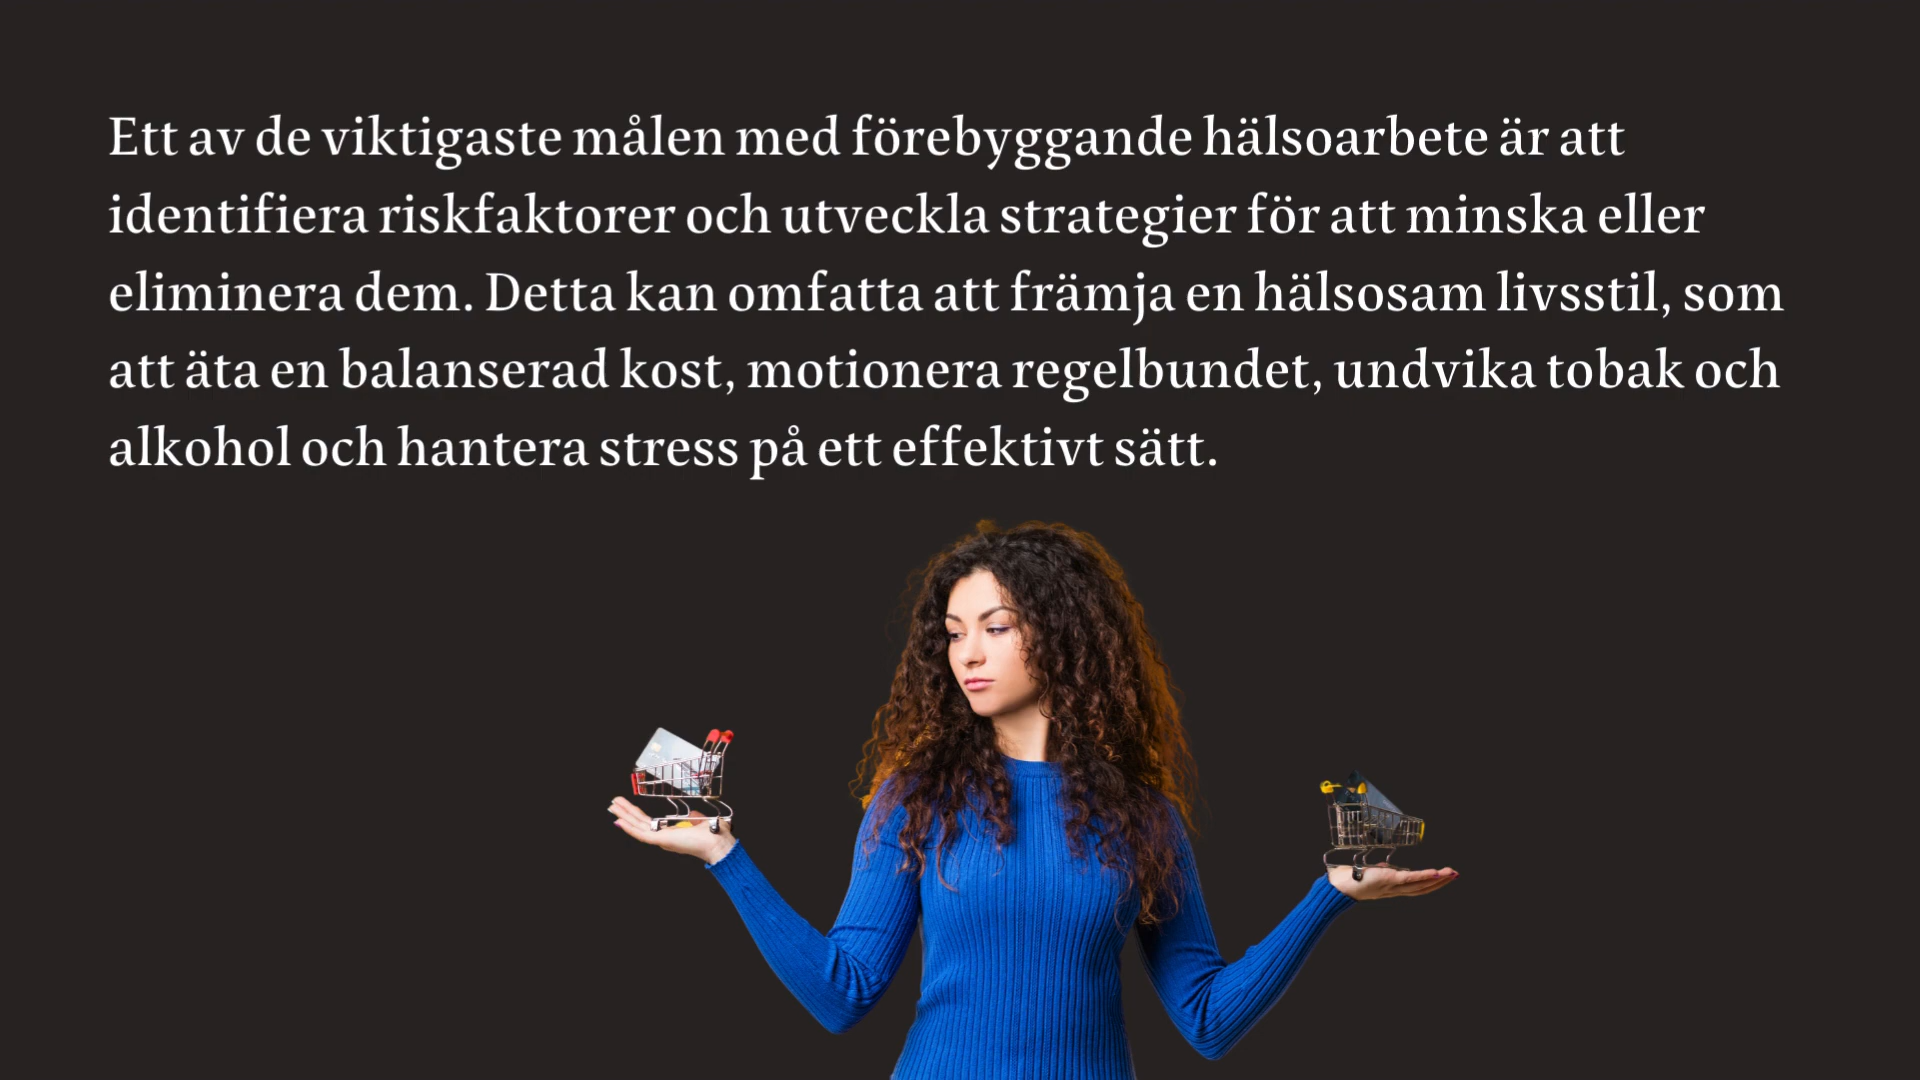 Ett av de viktigaste målen med förebyggande hälsoarbete är att
identifiera riskfaktorer och utveckla strategier för att minska eller
eliminera dem. Detta kan omfatta att främja en hälsosam livsstil, som
att äta en balanserad kost, motionera regelbundet, undvika tobak och
alkohol och hantera stress på ett effektivt sätt.